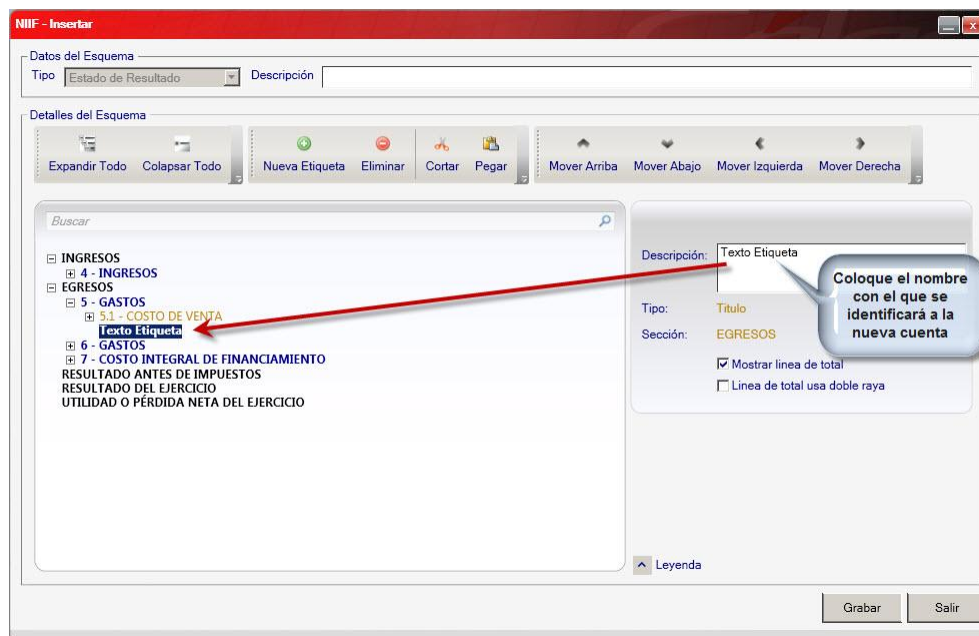 NIIF - Insertar
Datos del Esquema
Tipo Estado de Resultado Descripción
Detalles del Esquema
Expandir Todo Colapsar Todo Nueva Etiqueta Eliminar Cortar Pegar Mover Arriba Mover Abajo Mover Izquierda Mover Derecha
Buscar
INGRESOS
4 - INGRESOS
EGRESOS
5 - GASTOS
5.1 - COSTO DE VENTA
Texto Etiqueta
6 - GASTOS
7 - COSTO INTEGRAL DE FINANCIAMIENTO
RESULTADO ANTES DE IMPUESTOS
RESULTADO DEL EJERCICIO
UTILIDAD O PÉRDIDA NETA DEL EJERCICIO
Descripción: Texto Etiqueta
Tipo: Titulo
Sección: EGRESOS
Mostrar linea de total
Linea de total usa doble raya
Coloque el nombre
con el que se
identificará a la
nueva cuenta
Leyenda
Grabar Salir